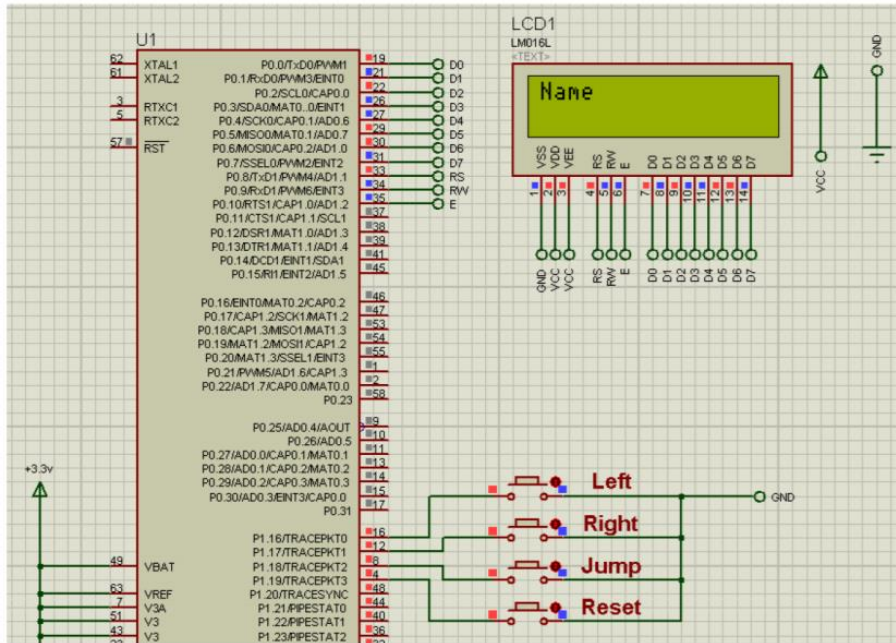 U1
62 XTAL1
61 XTAL2
3 RTXC1
5 RTXC2
57 RST
49 VBAT
63 VREF
7 V3A
51 V3
43 V3
+3.3v
P0.0/TxD0/PWM1 19 D0
P0.1/RxD0/PWM3/EINT0 21 D1
P0.2/SCL0/CAP0.0 22 D2
P0.3/SDA0/MAT0..0/EINT1 26 D3
P0.4/SCK0/CAP0.1/AD0.6 27 D4
P0.5/MISO0/MAT0.1/AD0.7 29 D5
P0.6/MOSI0/CAP0.2/AD1.0 30 D6
P0.7/SSEL0/PWM2/EINT2 31 D7
P0.8/TxD1/PWM4/AD1.1 33 RS
P0.9/RxD1/PWM6/EINT3 34 RW
P0.10/RTS1/CAP1.0/AD1.2 35 E
P0.11/CTS1/CAP1.1/SCL1 37
P0.12/DSR1/MAT1.0/AD1.3 38
P0.13/DTR1/MAT1.1/AD1.4 39
P0.14/DCD1/EINT1/SDA1 41
P0.15/RI1/EINT2/AD1.5 45
P0.16/EINT0/MAT0.2/CAP0.2 46
P0.17/CAP1.2/SCK1/MAT1.2 47
P0.18/CAP1.3/MISO1/MAT1.3 53
P0.19/MAT1.2/MOSI1/CAP1.2 54
P0.20/MAT1.3/SSEL1/EINT3 55
P0.21/PWM5/AD1.6/CAP1.3 1
P0.22/AD1.7/CAP0.0/MAT0.0 2
P0.23 58
P0.25/AD0.4/AOUT 9
P0.26/AD0.5 10
P0.27/AD0.0/CAP0.1/MAT0.1 11
P0.28/AD0.1/CAP0.2/MAT0.2 13
P0.29/AD0.2/CAP0.3/MAT0.3 14
P0.30/AD0.3/EINT3/CAP0.0 15
P0.31 17
P1.16/TRACEPKT0 16
P1.17/TRACEPKT1 12
P1.18/TRACEPKT2 8
P1.19/TRACEPKT3 4
P1.20/TRACESYNC 48
P1.21/PIPESTAT0 44
P1.22/PIPESTAT1 40
P1.23/PIPESTAT2 36
LCD1
LM016L
<TEXT>
Name
VSS VDD VEE RS RW E D0 D1 D2 D3 D4 D5 D6 D7
1 2 3 4 5 6 7 8 9 10 11 12 13 14
GND VCC VCC RS RW E D0 D1 D2 D3 D4 D5 D6 D7
VCC
GND
Left
GND
Right
Jump
Reset